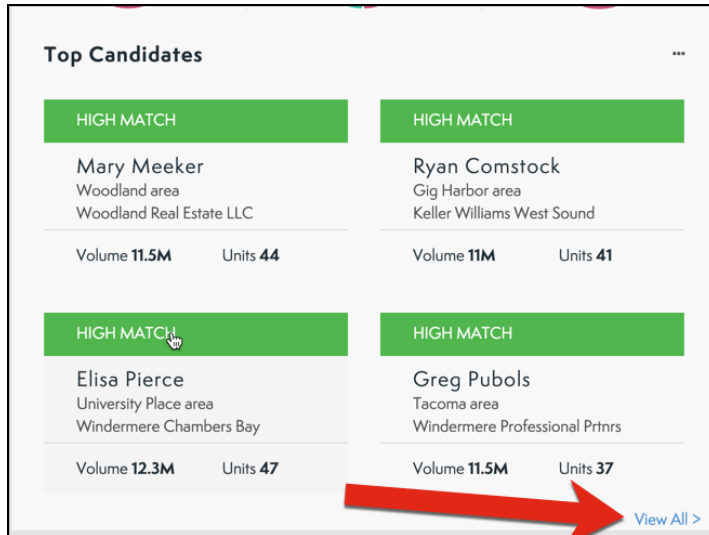 Top Candidates
HIGH MATCH
Mary Meeker
Woodland area
Woodland Real Estate LLC
Volume 11.5M Units 44
HIGH MATCH
Ryan Comstock
Gig Harbor area
Keller Williams West Sound
Volume 11M Units 41
HIGH MATCH
Elisa Pierce
University Place area
Windermere Chambers Bay
Volume 12.3M Units 47
HIGH MATCH
Greg Pubols
Tacoma area
Windermere Professional Prtnrs
Volume 11.5M Units 37
View All >